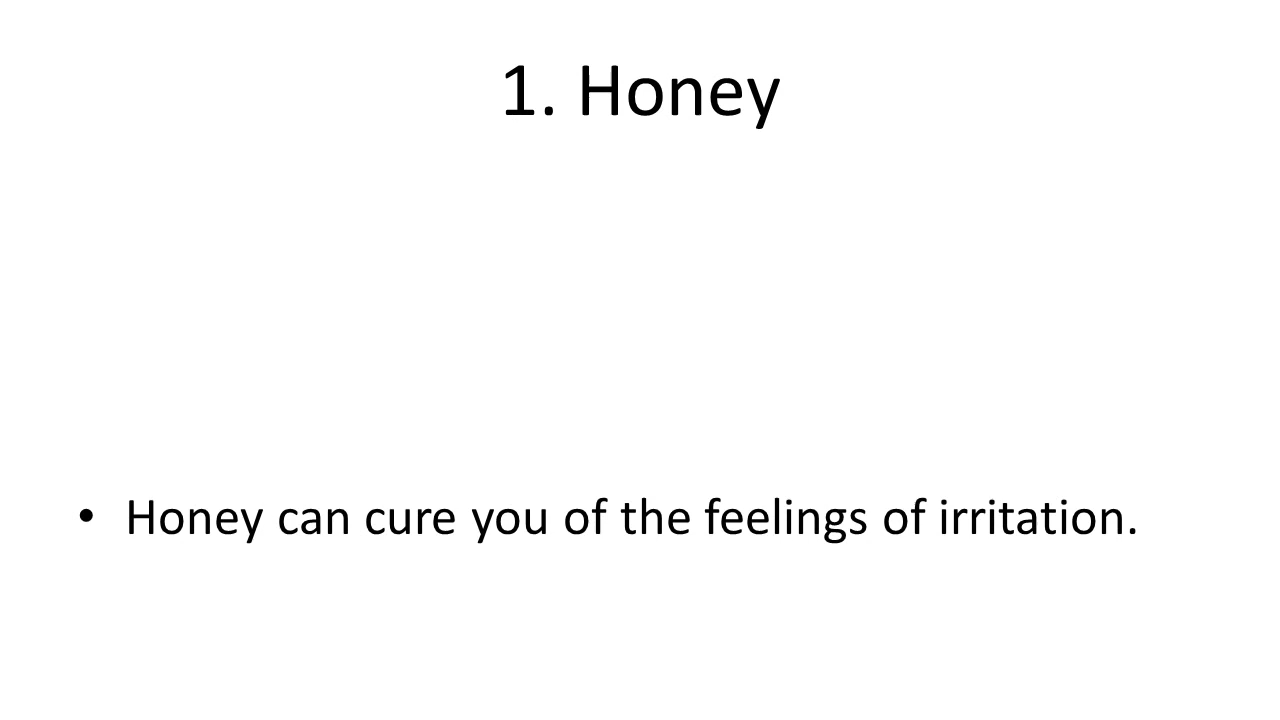 1. Honey
• Honey can cure you of the feelings of irritation.